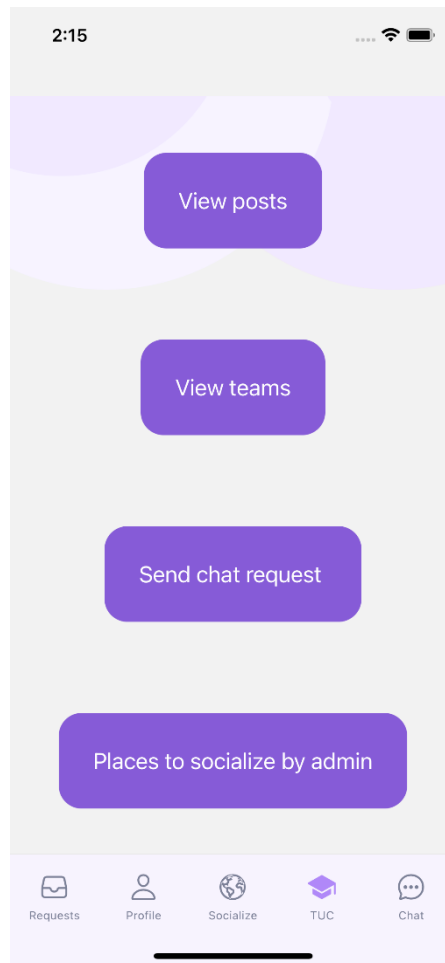 2:15
View posts
View teams
Send chat request
Places to socialize by admin
Requests
Profile
Socialize
TUC
Chat